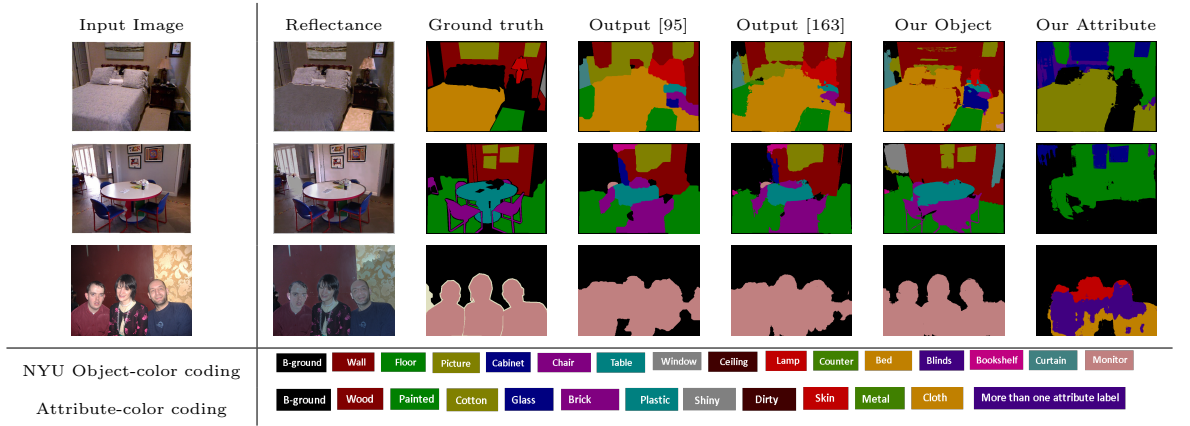 Input Image Reflectance Ground truth Output [95] Output [163] Our Object Our Attribute
B-ground Wall Floor Picture Cabinet Chair Table Window Ceiling Lamp Counter Bed Blinds Bookshelf Curtain Monitor
NYU Object-color coding
B-ground Wood Painted Cotton Glass Brick Plastic Shiny Dirty Skin Metal Cloth More than one attribute label
Attribute-color coding